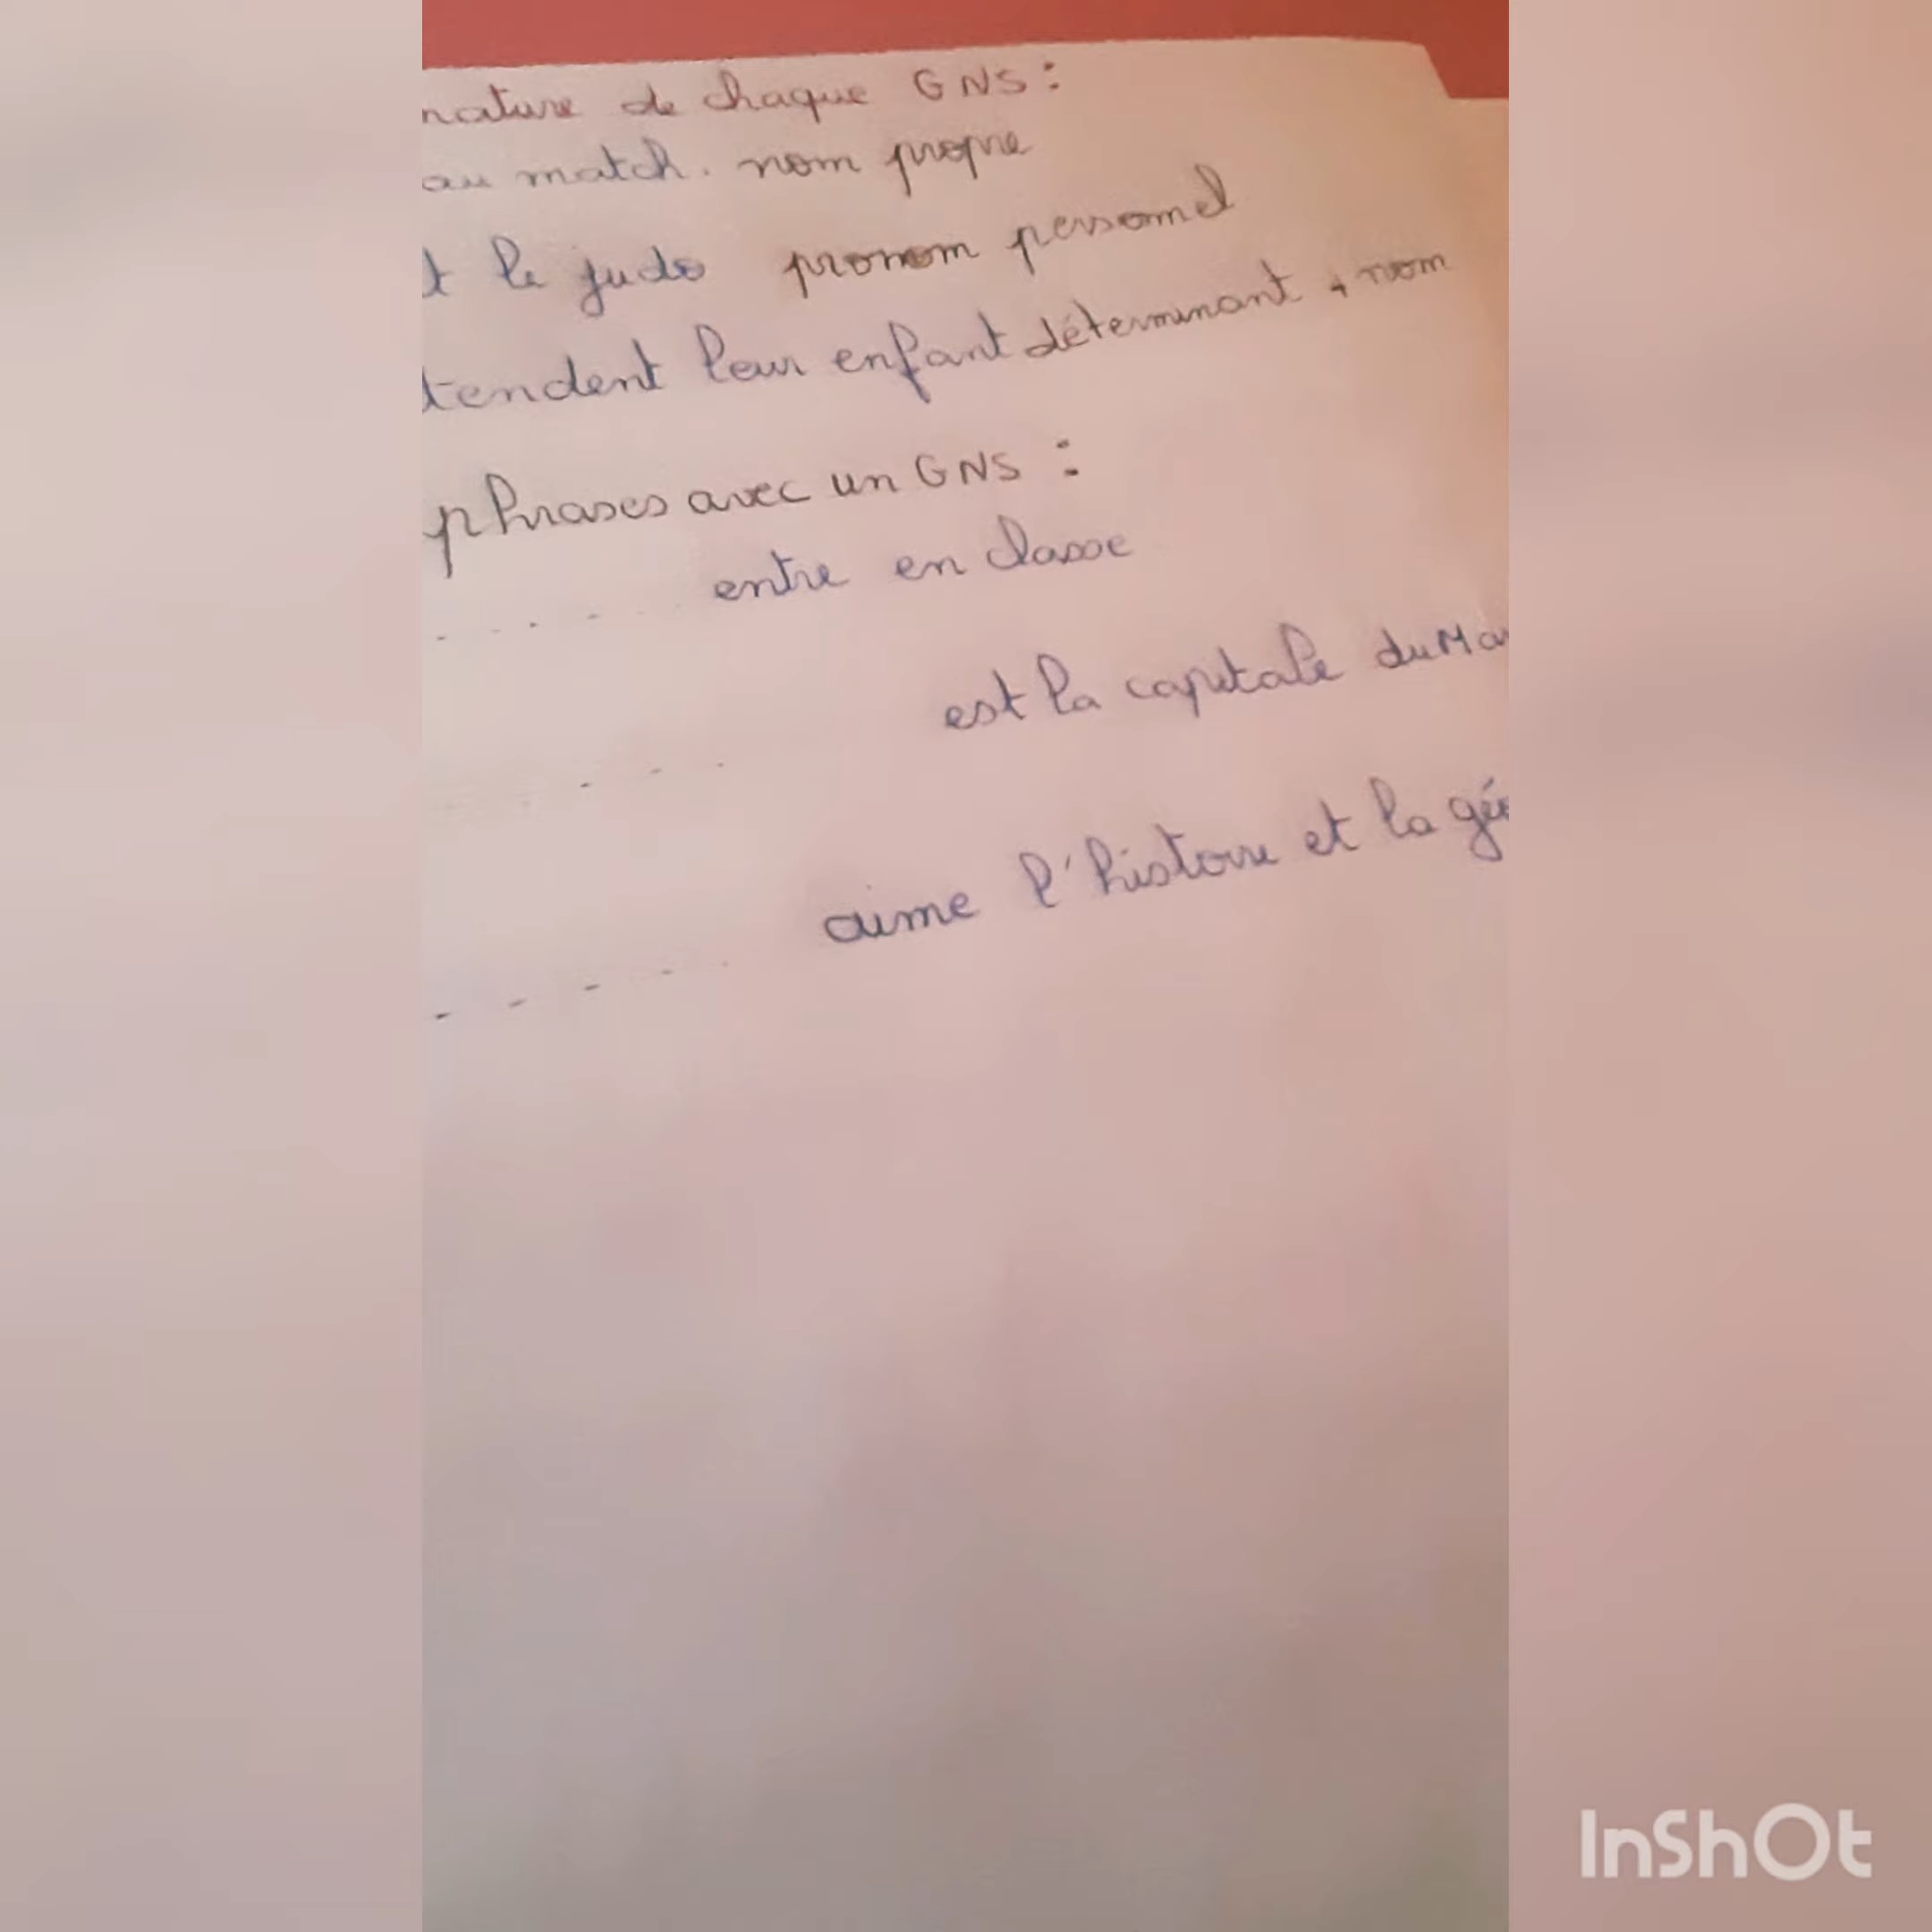 nature de chaque GNS :
au match. nom propre
t le judo pronom personnel
tendent leur enfant déterminant + nom
phrases avec un GNS :
entre en classe
est la capitale du Ma
aime l'histoire et la gé
InShOt